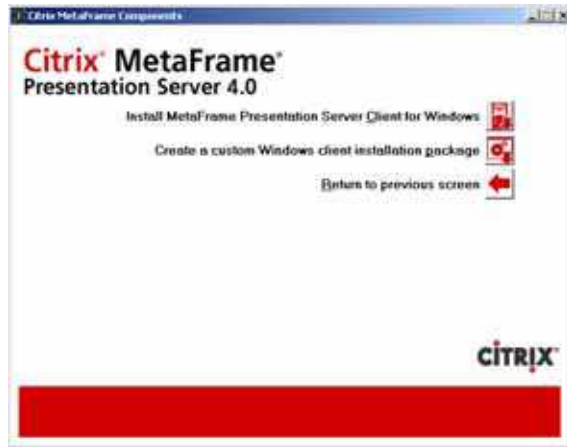 Citrix MetaFrame Components
Citrix® MetaFrame®
Presentation Server 4.0
Install MetaFrame Presentation Server Client for Windows
Create a custom Windows client installation package
Return to previous screen
CITRIX®